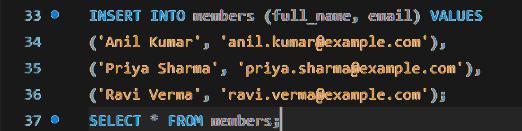 33 INSERT INTO members (full_name, email) VALUES
34 ('Anil Kumar', 'anil.kumar@example.com'),
35 ('Priya Sharma', 'priya.sharma@example.com'),
36 ('Ravi Verma', 'ravi.verma@example.com');
37 SELECT * FROM members;